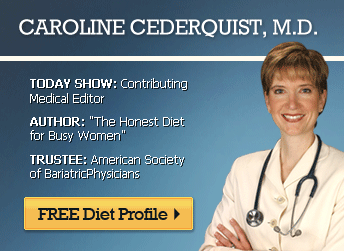 CAROLINE CEDERQUIST, M.D.
TODAY SHOW: Contributing
Medical Editor
AUTHOR: "The Honest Diet
for Busy Women"
TRUSTEE: American Society
of BariatricPhysicians
FREE Diet Profile